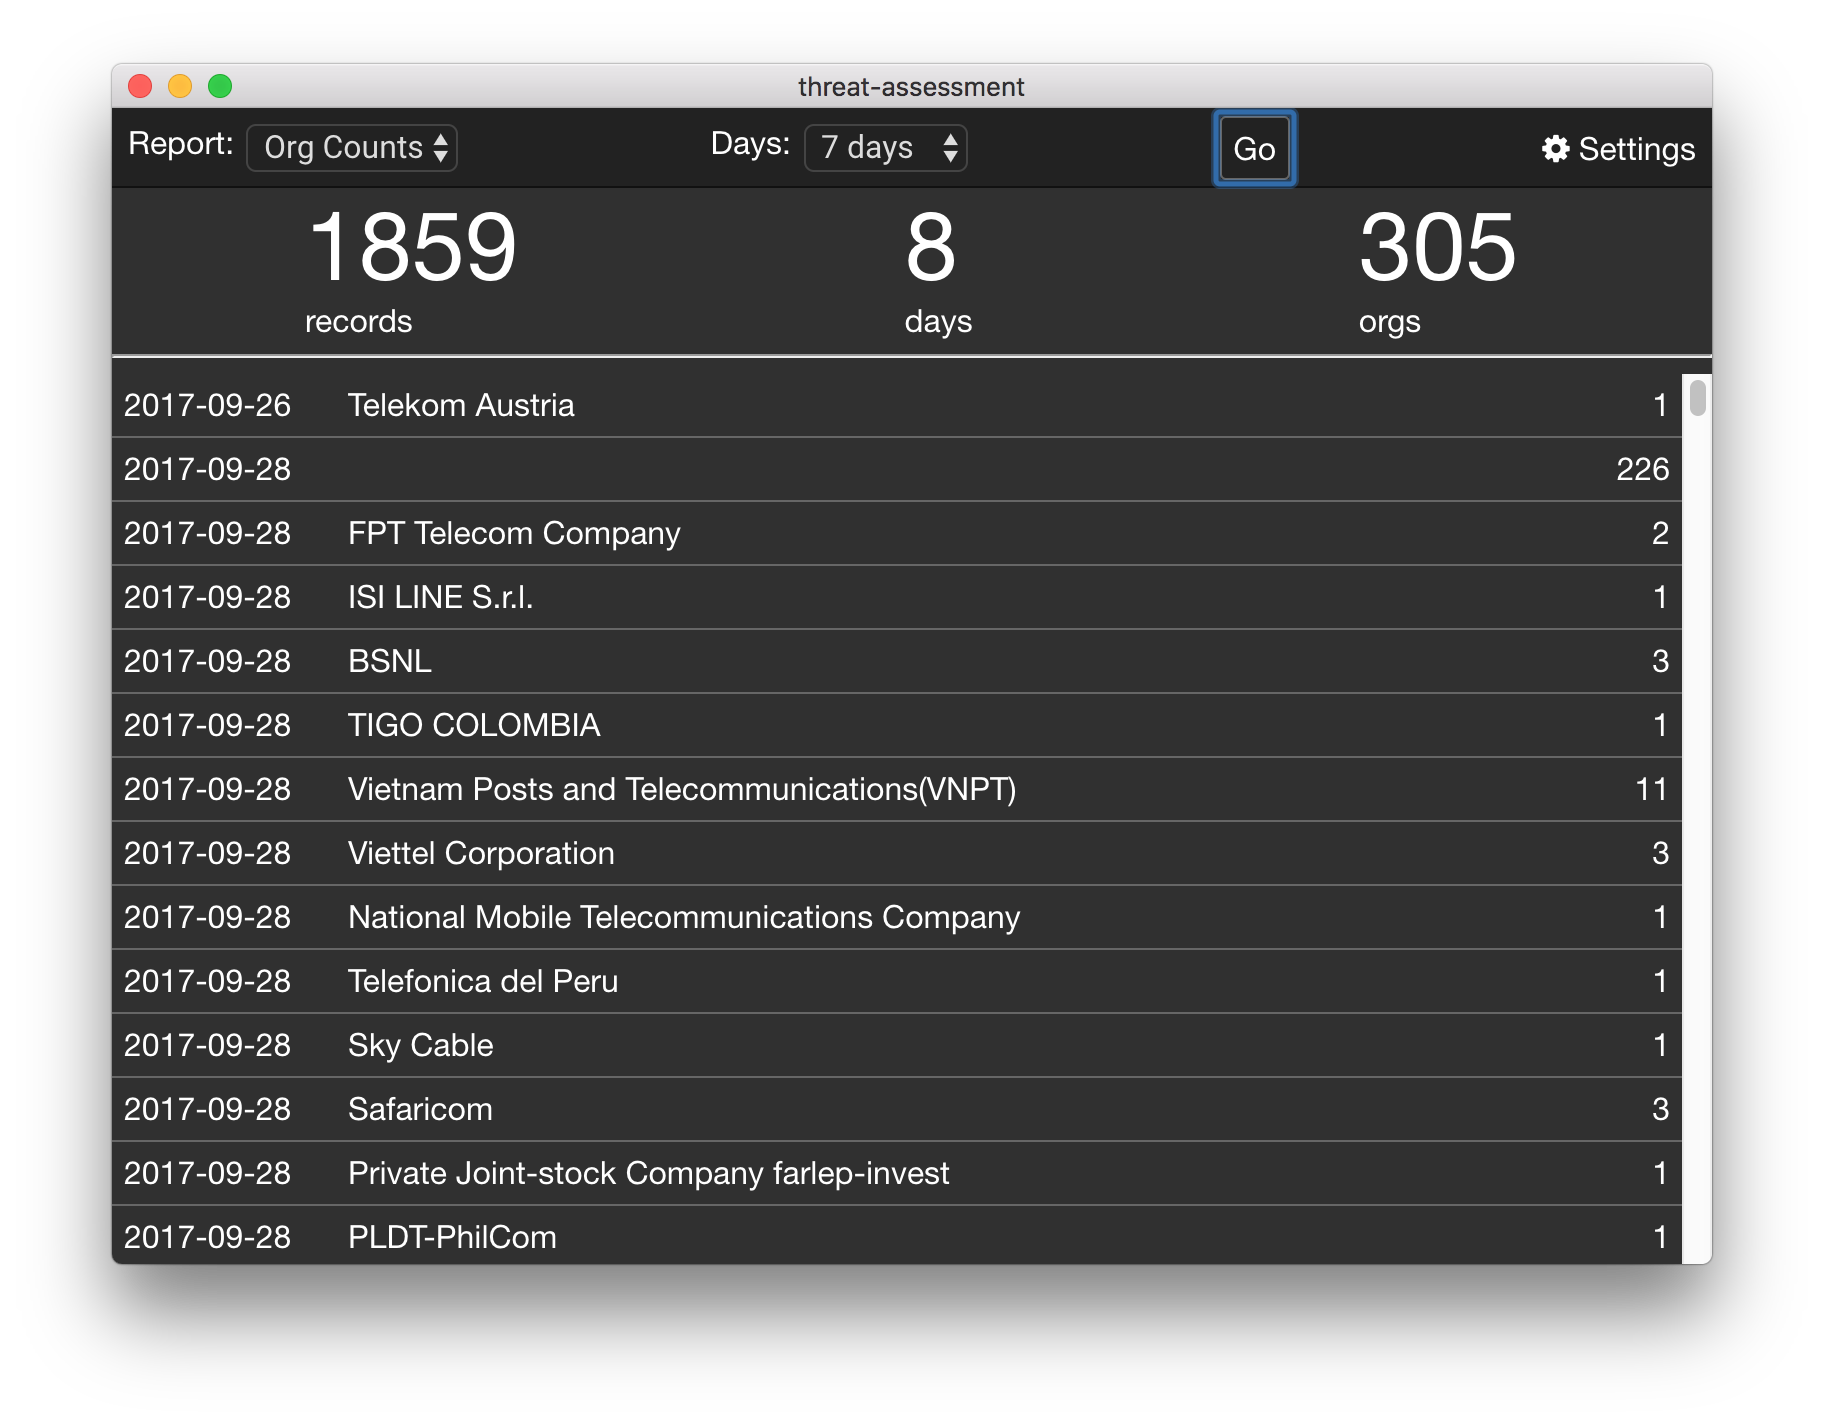 threat-assessment
Report: Org Counts Days: 7 days Go Settings
1859 8 305
records days orgs
2017-09-26 Telekom Austria 1
2017-09-28 226
2017-09-28 FPT Telecom Company 2
2017-09-28 ISI LINE S.r.l. 1
2017-09-28 BSNL 3
2017-09-28 TIGO COLOMBIA 1
2017-09-28 Vietnam Posts and Telecommunications(VNPT) 11
2017-09-28 Viettel Corporation 3
2017-09-28 National Mobile Telecommunications Company 1
2017-09-28 Telefonica del Peru 1
2017-09-28 Sky Cable 1
2017-09-28 Safaricom 3
2017-09-28 Private Joint-stock Company farlep-invest 1
2017-09-28 PLDT-PhilCom 1